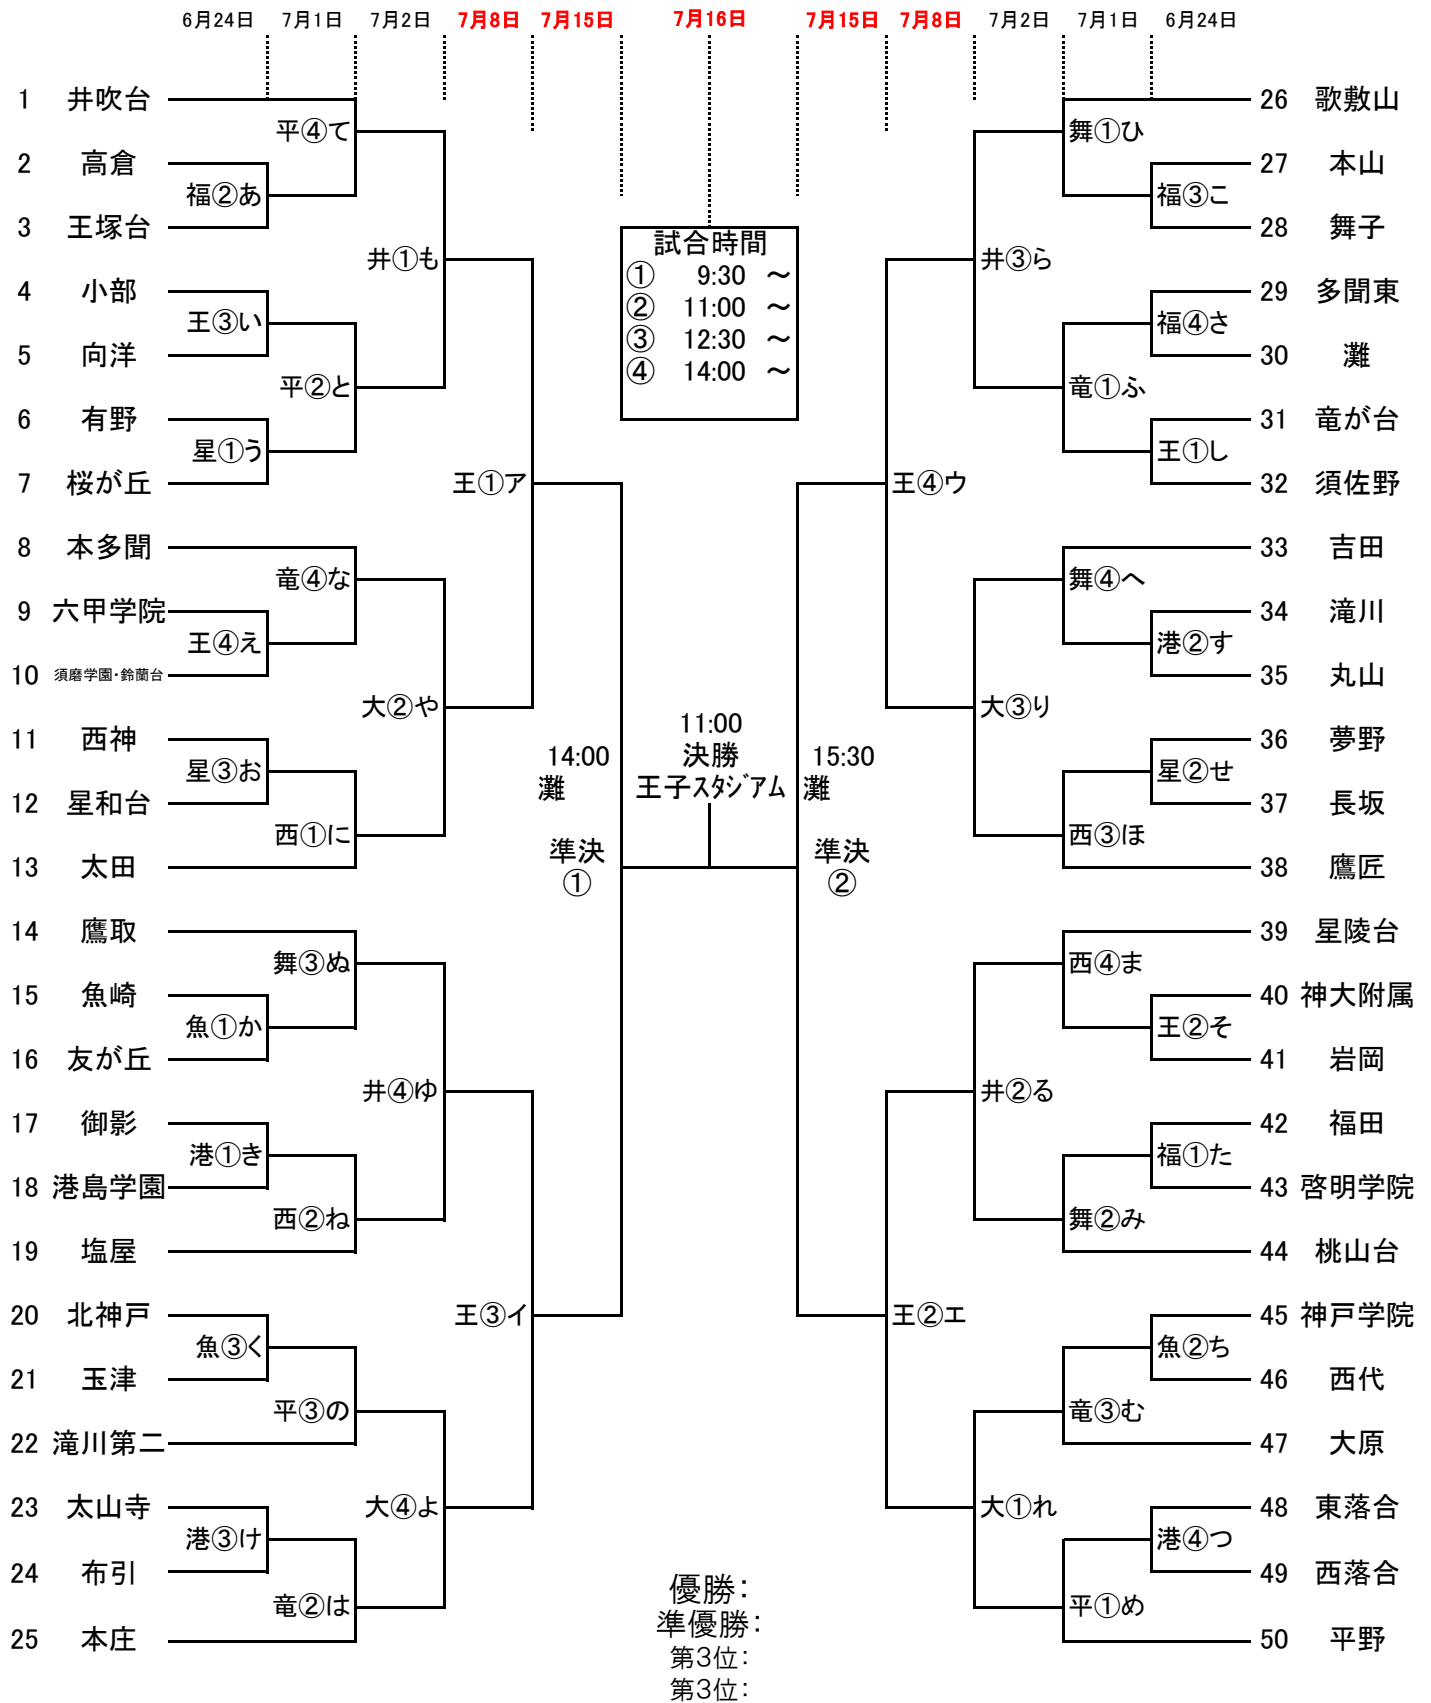 6月24日 7月1日 7月2日 7月8日 7月15日 7月16日 7月15日 7月8日 7月2日 7月1日 6月24日
1 井吹台
平④て
2 高倉
福②あ
3 王塚台
井①も
4 小部
王③い
5 向洋
平②と
6 有野
星①う
7 桜が丘
王①ア
8 本多聞
竜④な
9 六甲学院
王④え
10 須磨学園・鈴蘭台
大②や
11 西神
星③お
12 星和台
西①に
13 太田
14 鷹取
舞③ぬ
15 魚崎
魚①か
16 友が丘
井④ゆ
17 御影
港①き
18 港島学園
西②ね
19 塩屋
20 北神戸
王③イ
魚③く
21 玉津
平③の
22 滝川第二
23 太山寺
大④よ
港③け
24 布引
竜②は
25 本庄
試合時間
① 9:30 ～
② 11:00 ～
③ 12:30 ～
④ 14:00 ～
14:00
灘
準決
①
11:00
決勝
王子スタジアム
15:30
灘
準決
②
優勝：
準優勝：
第3位：
第3位：
26 歌敷山
舞①ひ
27 本山
福③こ
28 舞子
井③ら
29 多聞東
福④さ
30 灘
竜①ふ
31 竜が台
王①し
32 須佐野
王④ウ
33 吉田
舞④へ
34 滝川
港②す
35 丸山
大③り
36 夢野
星②せ
37 長坂
西③ほ
38 鷹匠
39 星陵台
西④ま
40 神大附属
王②そ
41 岩岡
井②る
42 福田
福①た
43 啓明学院
舞②み
44 桃山台
45 神戸学院
王②エ
魚②ち
46 西代
竜③む
47 大原
48 東落合
大①れ
港④つ
49 西落合
平①め
50 平野